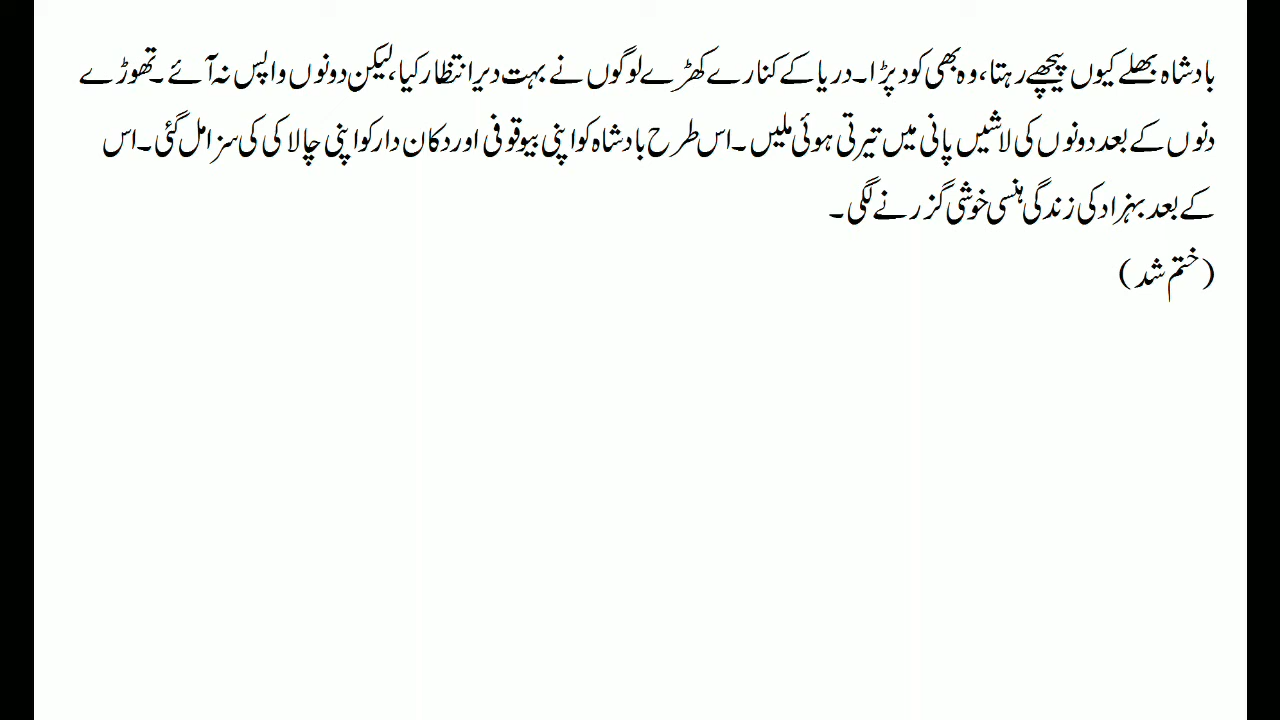 بادشاہ بھلے کیوں پیچھے رہتا، وہ بھی کود پڑا۔ دریا کے کنارے کھڑے لوگوں نے بہت دیر انتظار کیا، لیکن دونوں واپس نہ آئے۔ تھوڑے
دنوں کے بعد دونوں کی لاشیں پانی میں تیرتی ہوئی ملیں۔ اس طرح بادشاہ کو اپنی بیوقوفی اور دکان دار کو اپنی چالاکی کی سزا مل گئی۔ اس
کے بعد بہزاد کی زندگی ہنسی خوشی گزرنے لگی۔
(ختم شد)